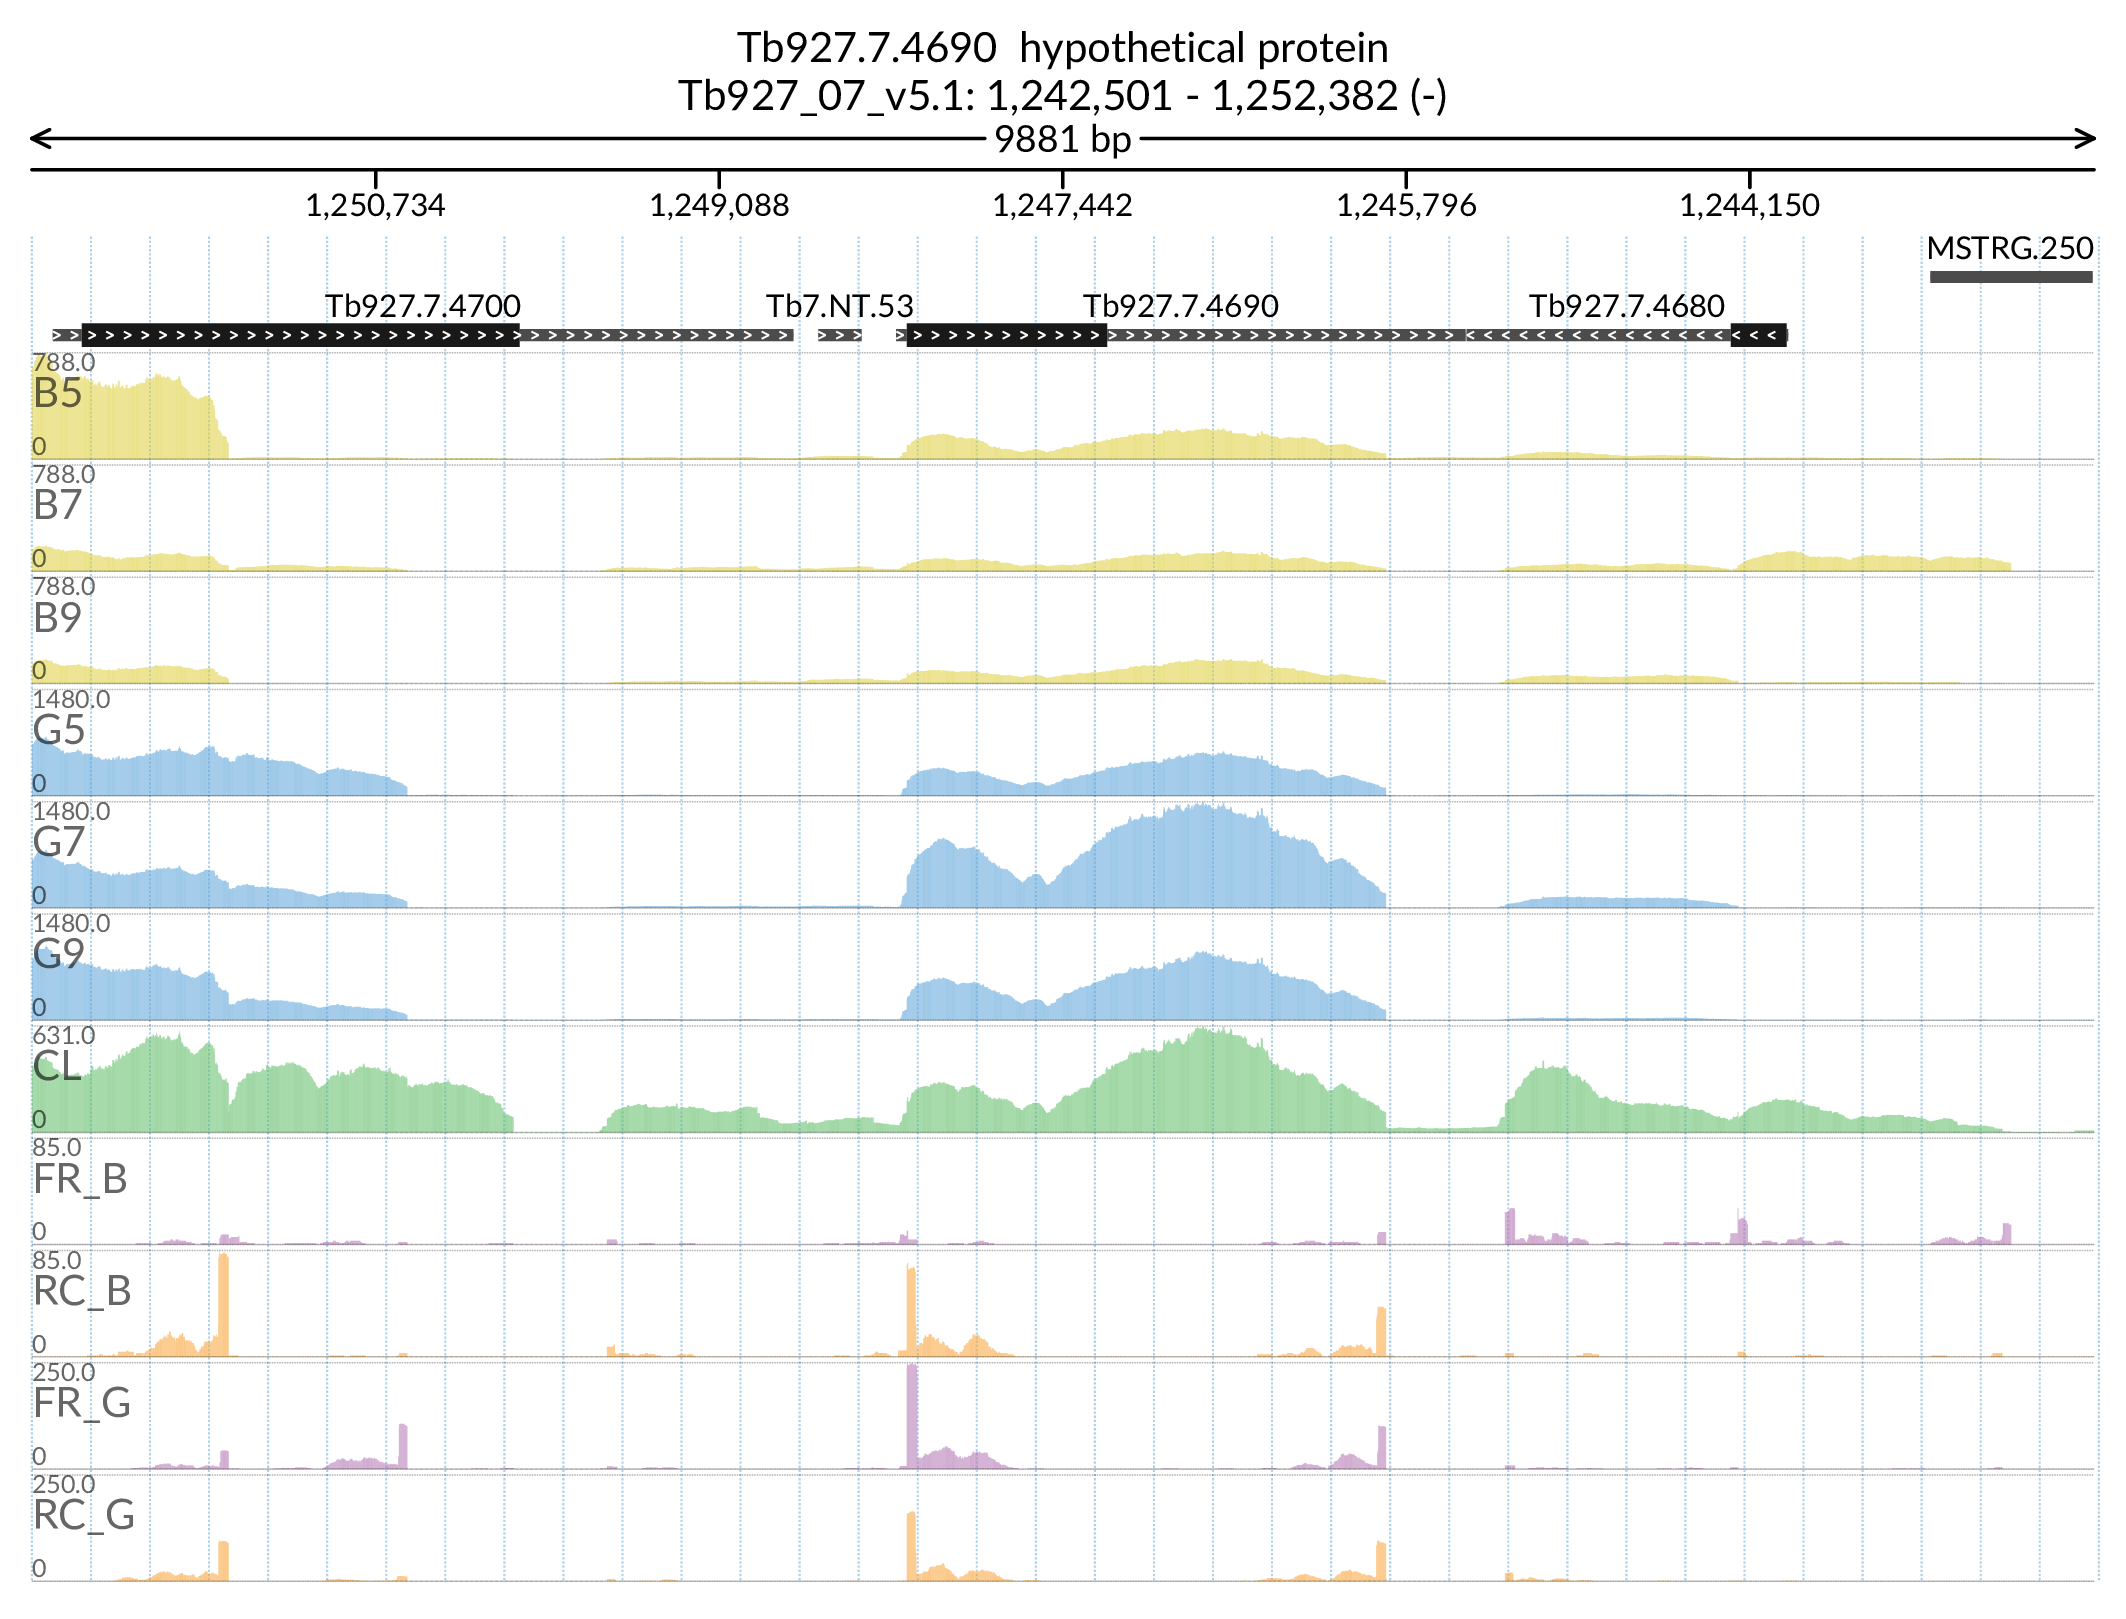 Tb927.7.4690 hypothetical protein
Tb927_07_v5.1: 1,242,501 - 1,252,382 (-)
9881 bp
1,250,734 1,249,088 1,247,442 1,245,796 1,244,150
MSTRG.250
Tb927.7.4700 Tb7.NT.53 Tb927.7.4690 Tb927.7.4680
788.0
B5
0
788.0
B7
0
788.0
B9
0
1480.0
G5
0
1480.0
G7
0
1480.0
G9
0
631.0
CL
0
85.0
FR_B
0
85.0
RC_B
0
250.0
FR_G
0
250.0
RC_G
0